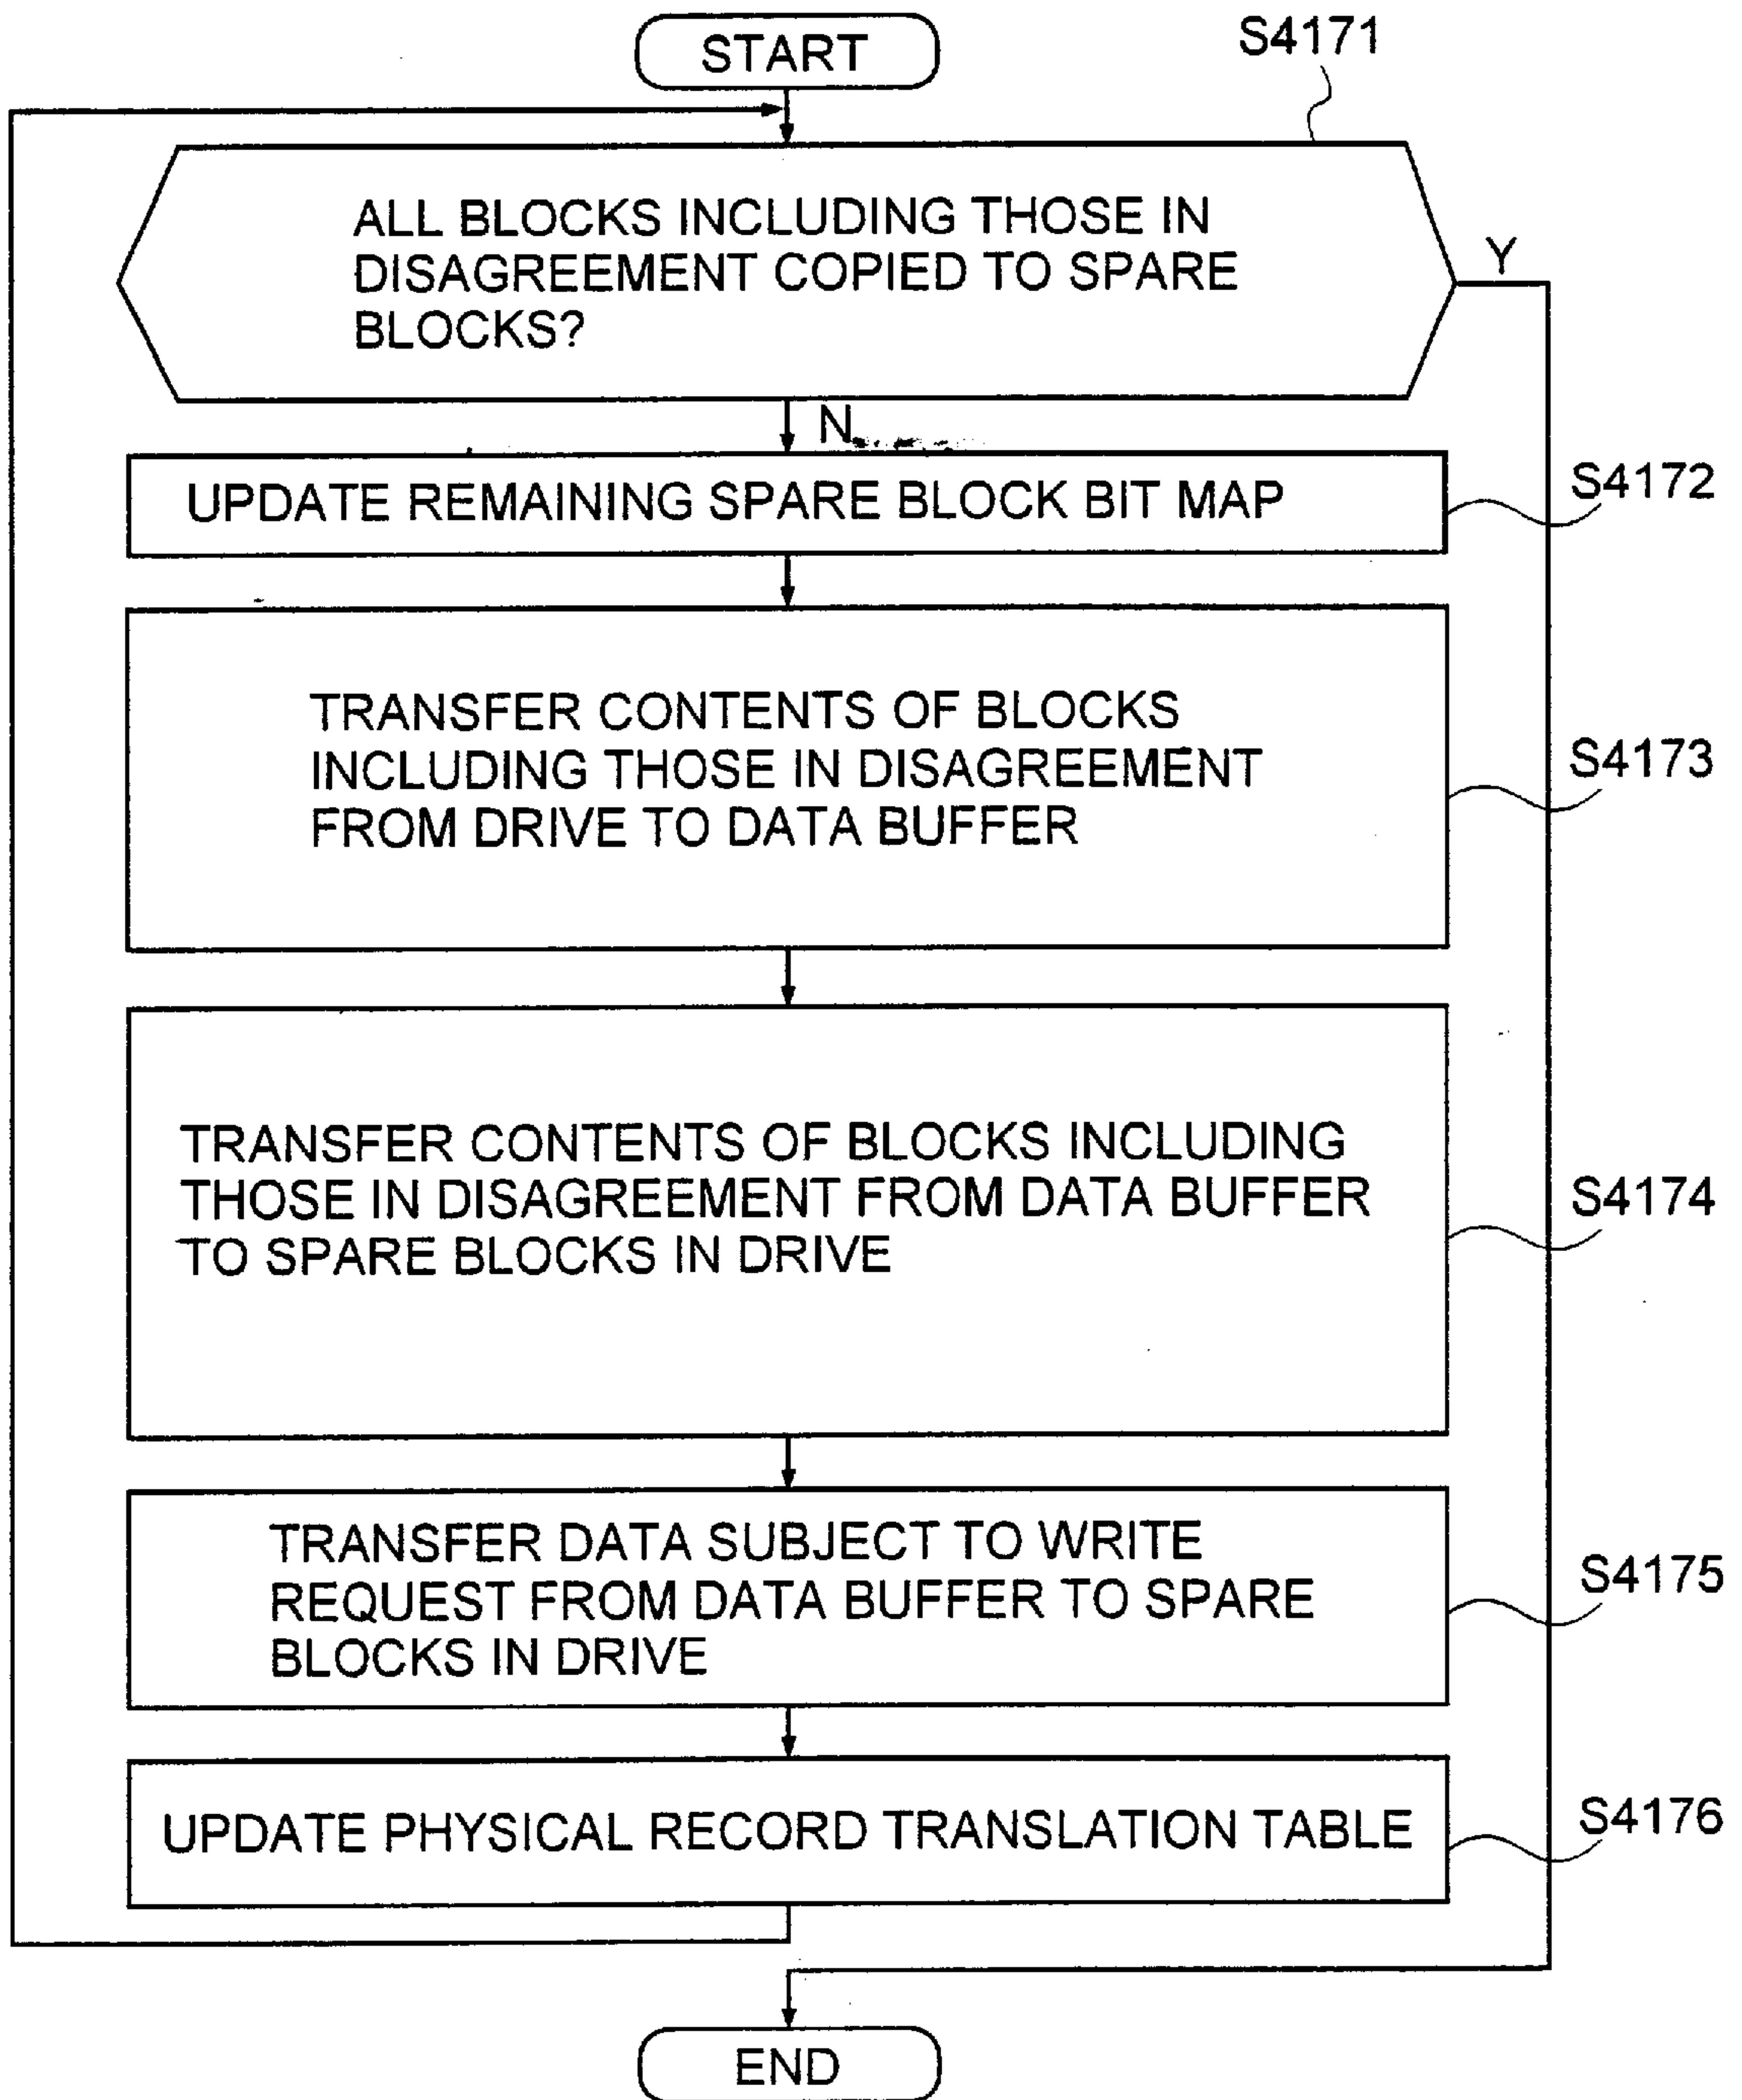 START
S4171
ALL BLOCKS INCLUDING THOSE IN
DISAGREEMENT COPIED TO SPARE
BLOCKS?
Y
N
UPDATE REMAINING SPARE BLOCK BIT MAP
S4172
TRANSFER CONTENTS OF BLOCKS
INCLUDING THOSE IN DISAGREEMENT
FROM DRIVE TO DATA BUFFER
S4173
TRANSFER CONTENTS OF BLOCKS INCLUDING
THOSE IN DISAGREEMENT FROM DATA BUFFER
TO SPARE BLOCKS IN DRIVE
S4174
TRANSFER DATA SUBJECT TO WRITE
REQUEST FROM DATA BUFFER TO SPARE
BLOCKS IN DRIVE
S4175
UPDATE PHYSICAL RECORD TRANSLATION TABLE
S4176
END